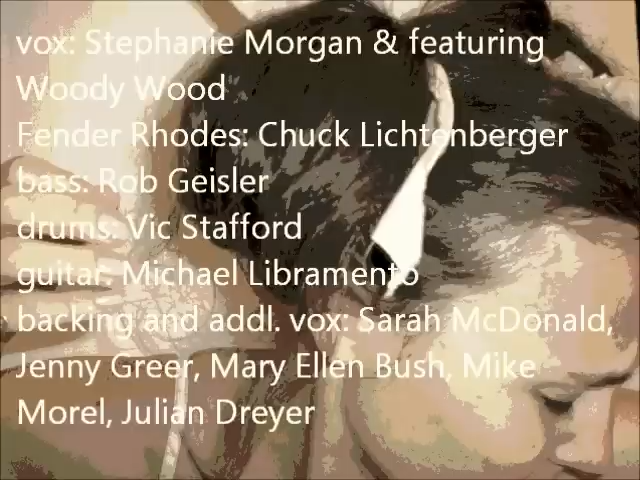 vox: Stephanie Morgan & featuring
Woody Wood
Fender Rhodes: Chuck Lichtenberger
bass: Rob Geisler
drums: Vic Stafford
guitar: Michael Libramento
backing and addl. vox: Sarah McDonald,
Jenny Greer, Mary Ellen Bush, Mike
Morel, Julian Dreyer